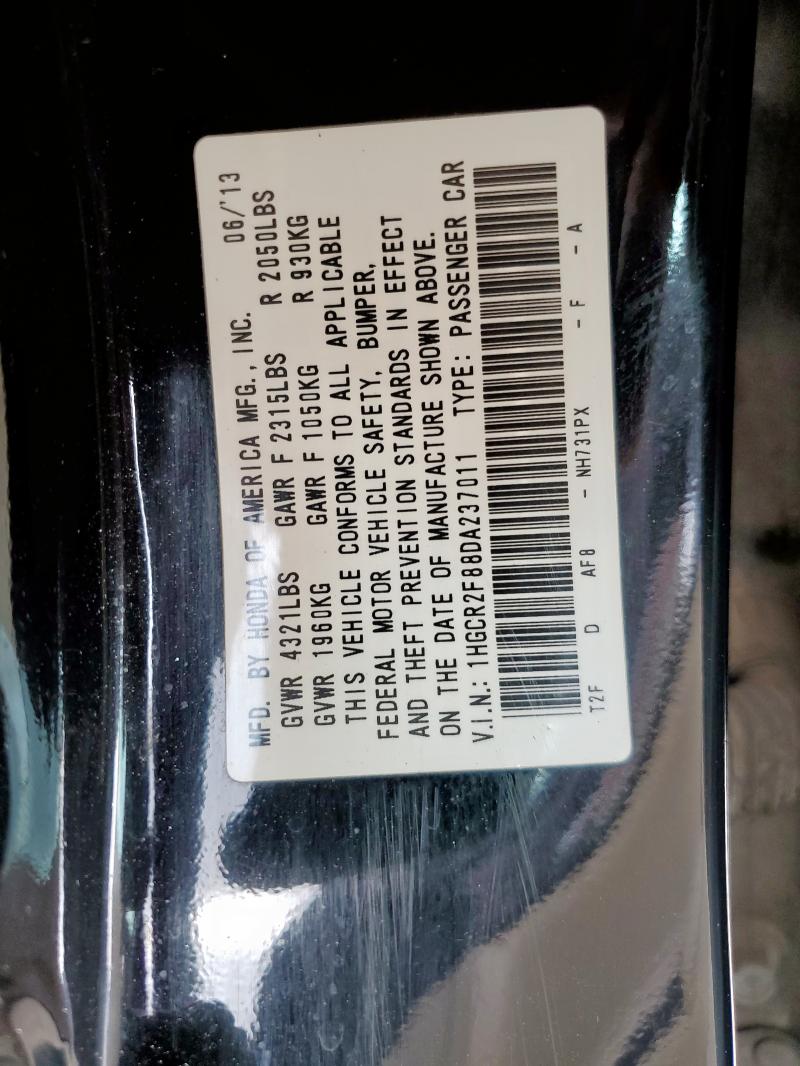 MFD. BY HONDA OF AMERICA MFG., INC. 06/'13
GVWR 4321LBS GAWR F 2315LBS R 2050LBS
GVWR 1960KG GAWR F 1050KG R 930KG
THIS VEHICLE CONFORMS TO ALL APPLICABLE
FEDERAL MOTOR VEHICLE SAFETY, BUMPER,
AND THEFT PREVENTION STANDARDS IN EFFECT
ON THE DATE OF MANUFACTURE SHOWN ABOVE.
V.I.N.: 1HGCR2F88DA237011 TYPE: PASSENGER CAR
T2F D AF8 - NH731PX - F - A